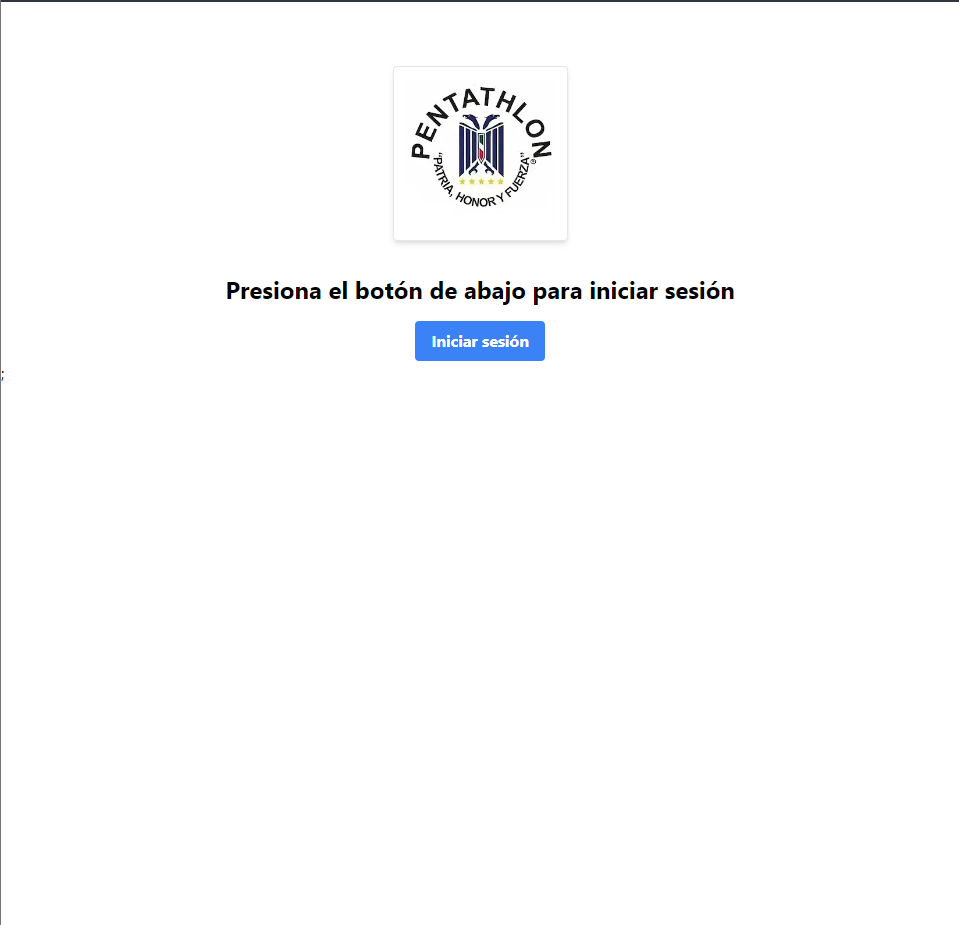 PENTATHLON
®
"PATRIA, HONOR Y FUERZA"
Presiona el botón de abajo para iniciar sesión
Iniciar sesión
;